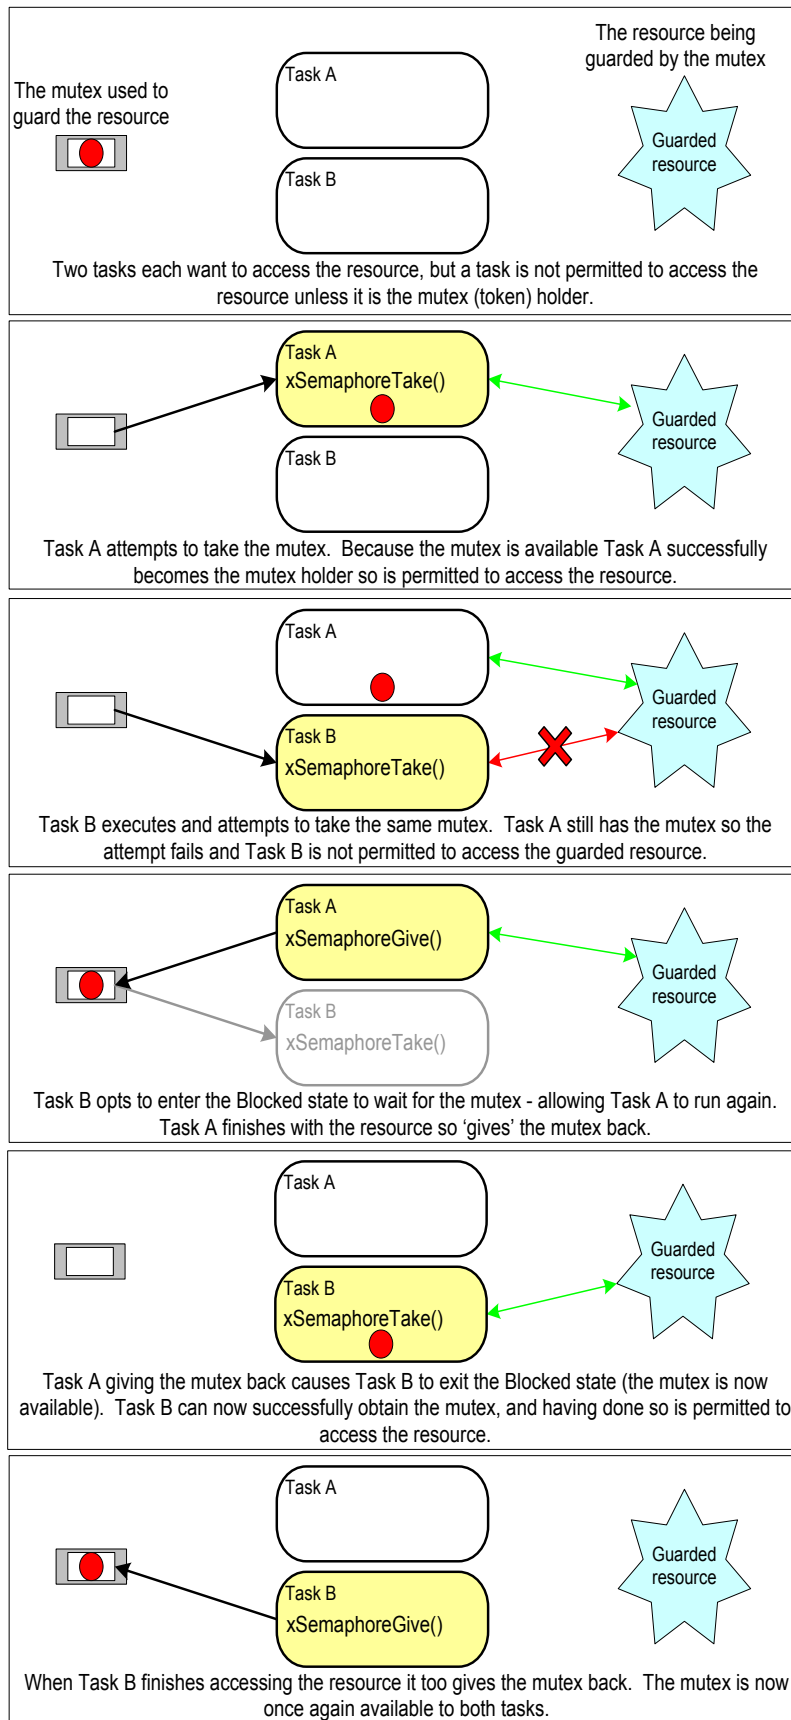 The resource being
guarded by the mutex
Task A
The mutex used to
guard the resource
Guarded
resource
Task B
Two tasks each want to access the resource, but a task is not permitted to access the
resource unless it is the mutex (token) holder.
Task A
xSemaphoreTake()
Guarded
resource
Task B
Task A attempts to take the mutex.  Because the mutex is available Task A successfully
becomes the mutex holder so is permitted to access the resource.
Task A
Guarded
resource
Task B
xSemaphoreTake()
Task B executes and attempts to take the same mutex.  Task A still has the mutex so the
attempt fails and Task B is not permitted to access the guarded resource.
Task A
xSemaphoreGive()
Guarded
resource
Task B
xSemaphoreTake()
Task B opts to enter the Blocked state to wait for the mutex - allowing Task A to run again.
Task A finishes with the resource so ‘gives’ the mutex back.
Task A
Guarded
resource
Task B
xSemaphoreTake()
Task A giving the mutex back causes Task B to exit the Blocked state (the mutex is now
available).  Task B can now successfully obtain the mutex, and having done so is permitted to
access the resource.
Task A
Guarded
resource
Task B
xSemaphoreGive()
When Task B finishes accessing the resource it too gives the mutex back.  The mutex is now
once again available to both tasks.